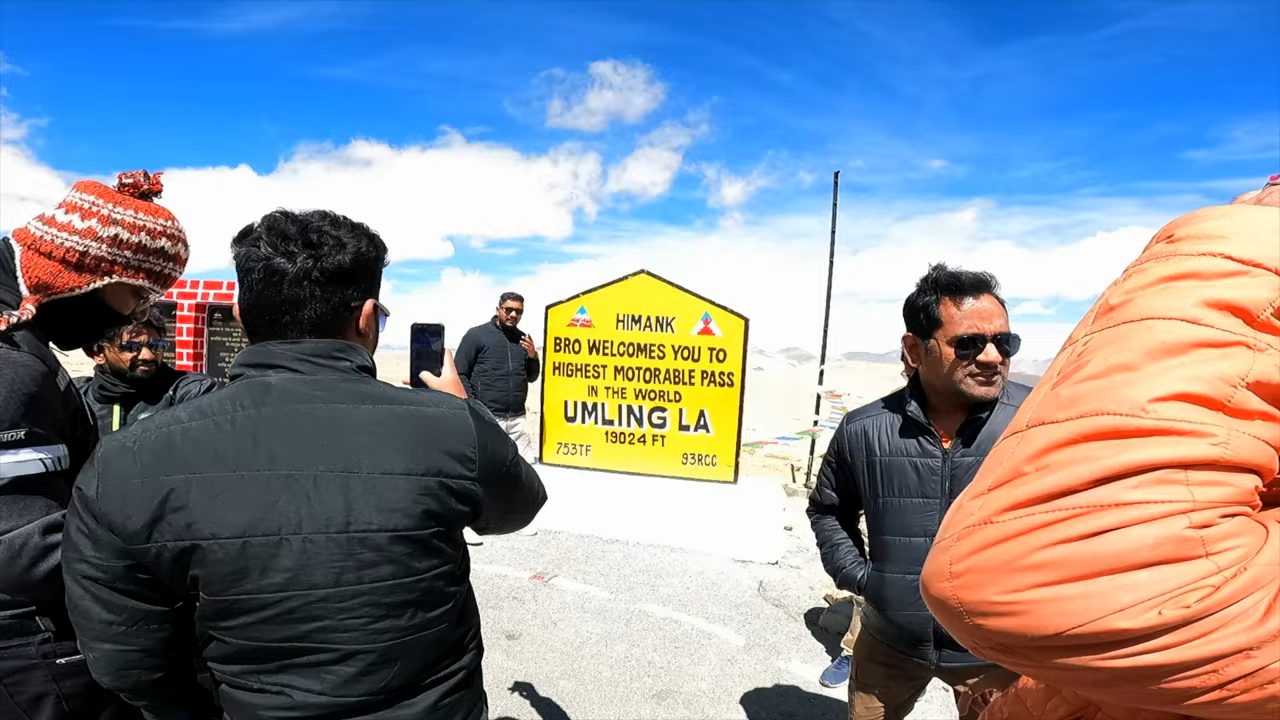 HIMANK
BRO WELCOMES YOU TO
HIGHEST MOTORABLE PASS
IN THE WORLD
UMLING LA
19024 FT
753TF
93RCC